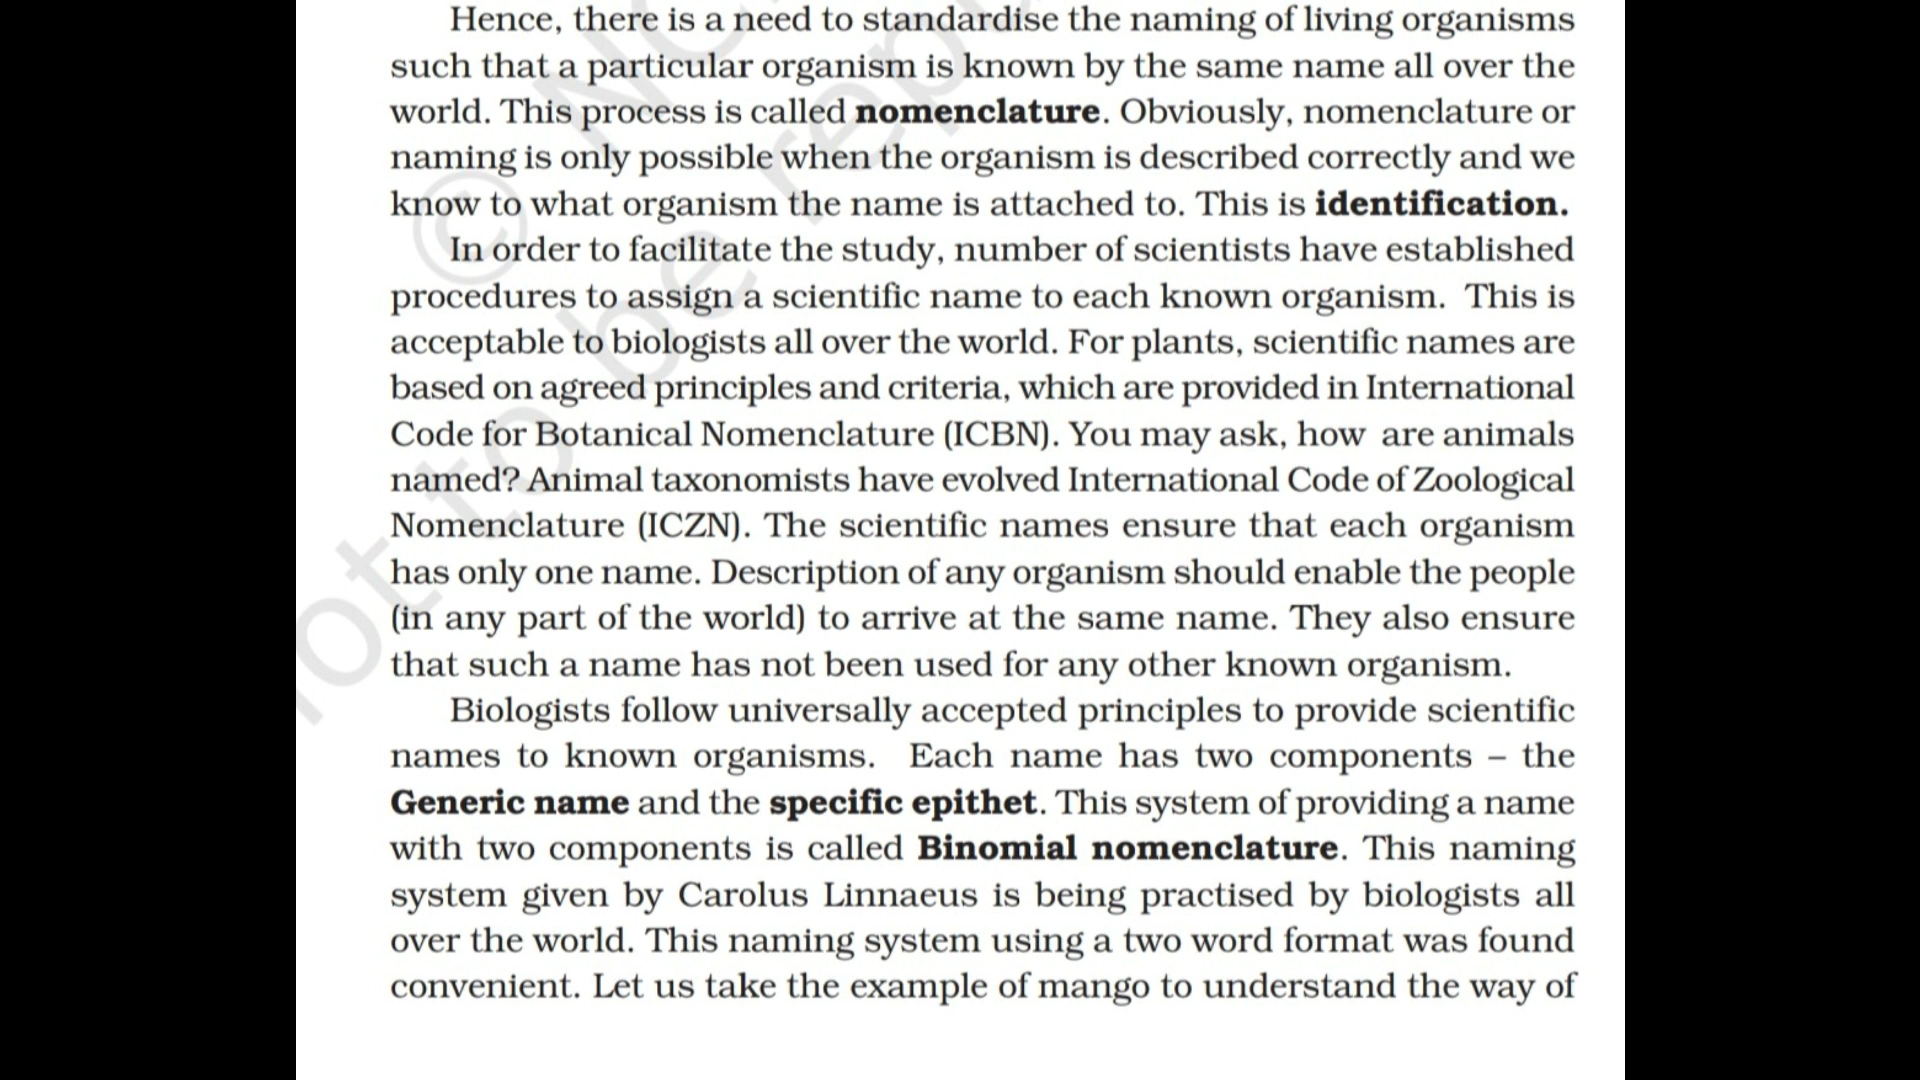 Hence, there is a need to standardise the naming of living organisms
such that a particular organism is known by the same name all over the
world. This process is called nomenclature. Obviously, nomenclature or
naming is only possible when the organism is described correctly and we
know to what organism the name is attached to. This is identification.
In order to facilitate the study, number of scientists have established
procedures to assign a scientific name to each known organism. This is
acceptable to biologists all over the world. For plants, scientific names are
based on agreed principles and criteria, which are provided in International
Code for Botanical Nomenclature (ICBN). You may ask, how are animals
named? Animal taxonomists have evolved International Code of Zoological
Nomenclature (ICZN). The scientific names ensure that each organism
has only one name. Description of any organism should enable the people
(in any part of the world) to arrive at the same name. They also ensure
that such a name has not been used for any other known organism.
Biologists follow universally accepted principles to provide scientific
names to known organisms. Each name has two components – the
Generic name and the specific epithet. This system of providing a name
with two components is called Binomial nomenclature. This naming
system given by Carolus Linnaeus is being practised by biologists all
over the world. This naming system using a two word format was found
convenient. Let us take the example of mango to understand the way of
©
to be